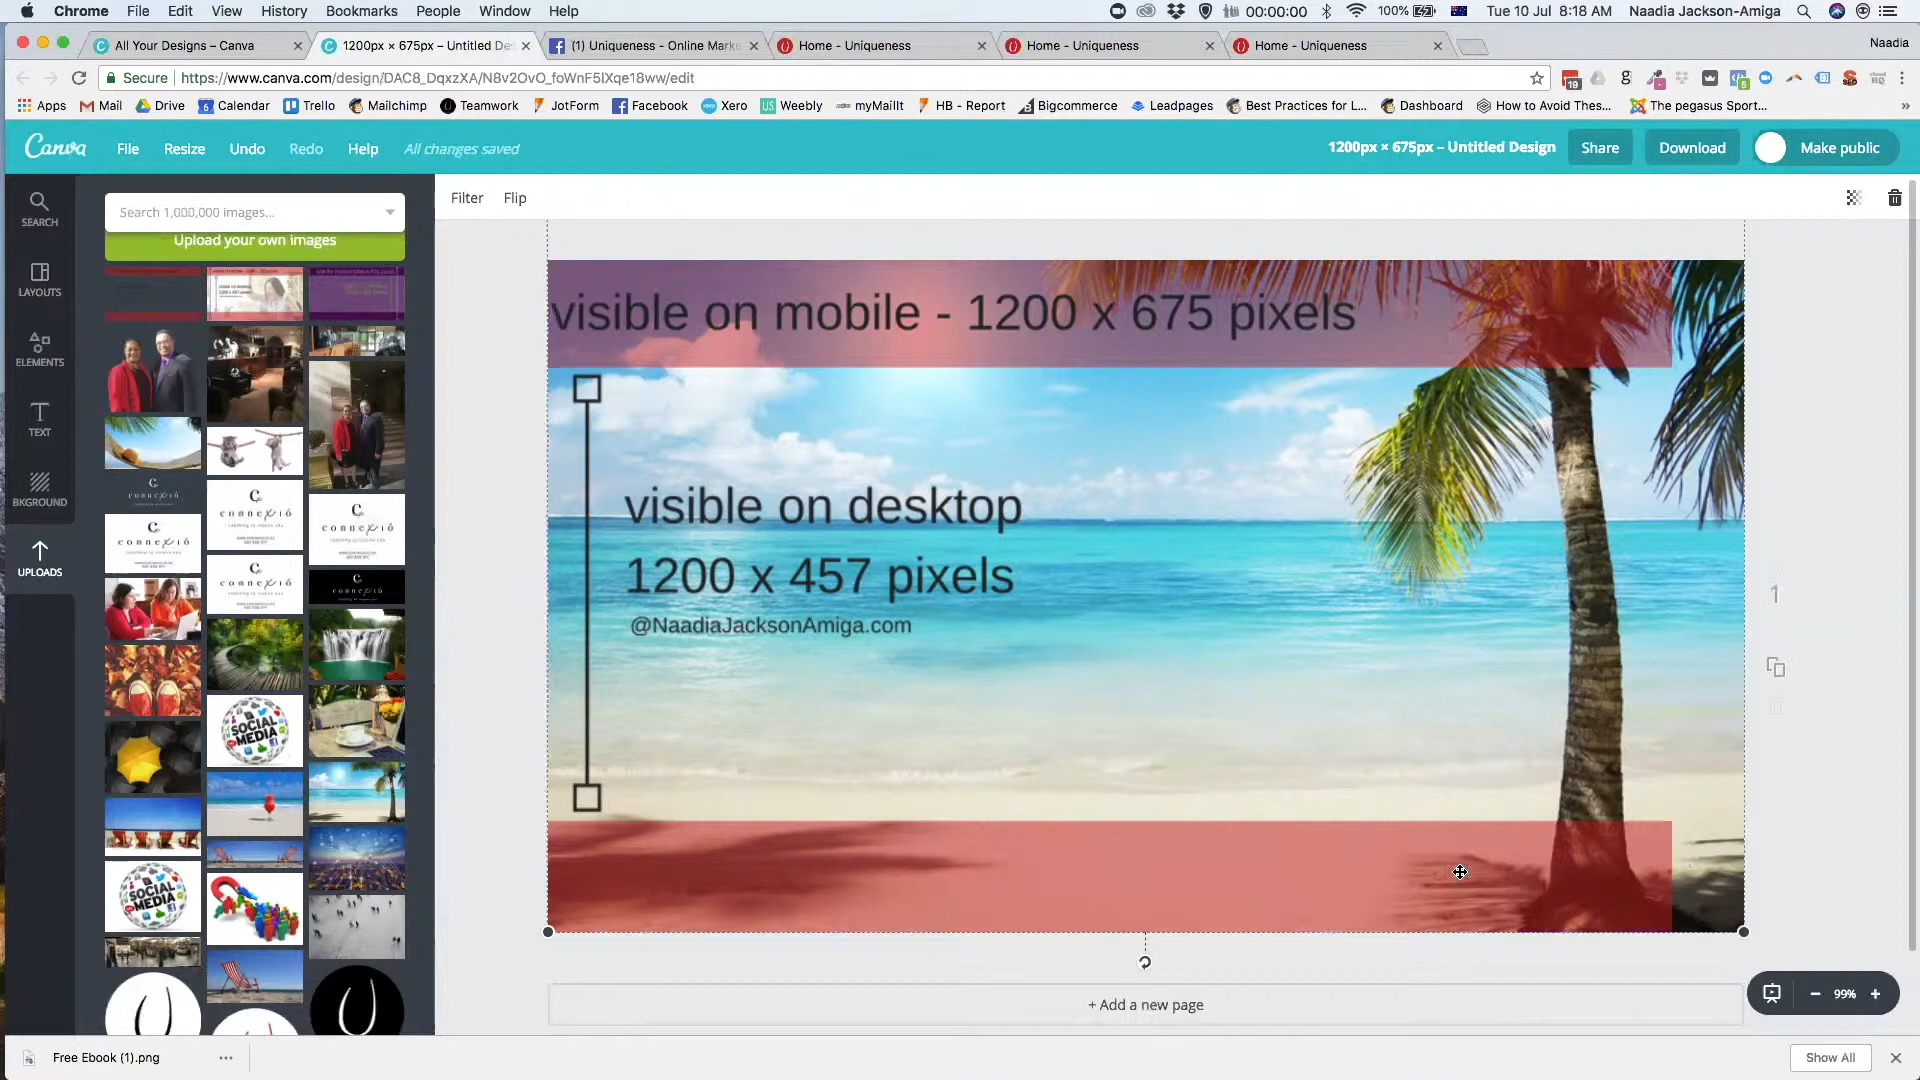 Chrome File Edit View History Bookmarks People Window Help
00:00:00 100% Tue 10 Jul 8:18 AM Naadia Jackson-Amiga
All Your Designs – Canva
1200px × 675px – Untitled De
(1) Uniqueness - Online Marke
Home - Uniqueness
Home - Uniqueness
Home - Uniqueness
Naadia
Secure https://www.canva.com/design/DAC8_DqxzXA/N8v2OvO_foWnF5lXqe18ww/edit
Apps Mail Drive Calendar Trello Mailchimp Teamwork JotForm Facebook Xero Weebly myMailIt HB - Report Bigcommerce Leadpages Best Practices for L... Dashboard How to Avoid Thes... The pegasus Sport... »
Canva File Resize Undo Redo Help All changes saved
1200px × 675px – Untitled Design Share Download Make public
SEARCH
LAYOUTS
ELEMENTS
TEXT
BKGROUND
UPLOADS
Search 1,000,000 images...
Upload your own images
Filter Flip
visible on mobile - 1200 x 675 pixels
visible on desktop
1200 x 457 pixels
@NaadiaJacksonAmiga.com
SOCIAL
MEDIA
SOCIAL
MEDIA
1
+ Add a new page
99%
Free Ebook (1).png
Show All